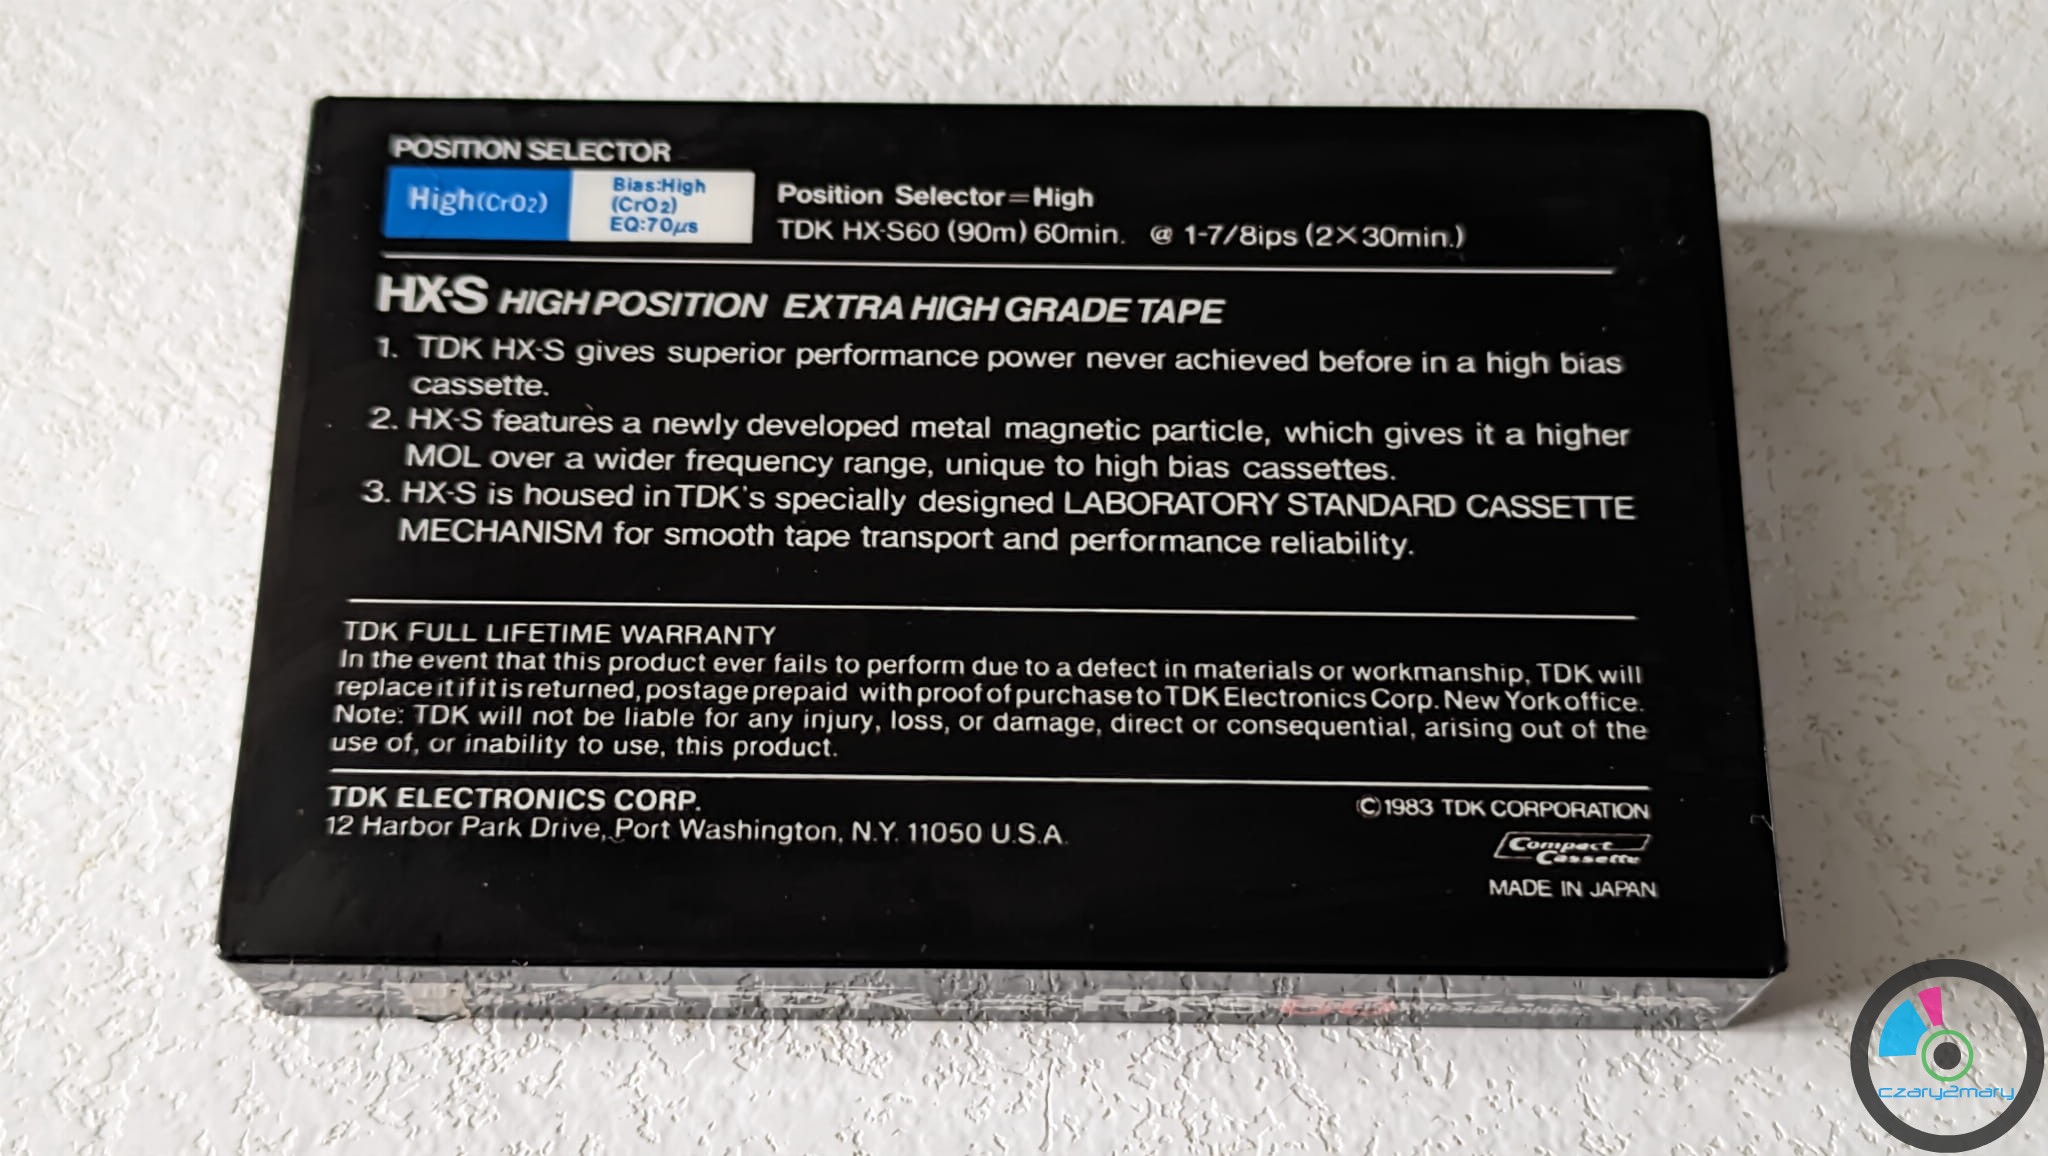 POSITION SELECTOR
High(CrO2)
Bias:High
(CrO2)
EQ:70μs
Position Selector=High
TDK HX-S60 (90m) 60min. @ 1-7/8ips (2×30min.)
HX-S HIGH POSITION EXTRA HIGH GRADE TAPE
1. TDK HX-S gives superior performance power never achieved before in a high bias
cassette.
2. HX-S features a newly developed metal magnetic particle, which gives it a higher
MOL over a wider frequency range, unique to high bias cassettes.
3. HX-S is housed in TDK's specially designed LABORATORY STANDARD CASSETTE
MECHANISM for smooth tape transport and performance reliability.
TDK FULL LIFETIME WARRANTY
In the event that this product ever fails to perform due to a defect in materials or workmanship, TDK will
replace it if it is returned, postage prepaid with proof of purchase to TDK Electronics Corp. New York office.
Note: TDK will not be liable for any injury, loss, or damage, direct or consequential, arising out of the
use of, or inability to use, this product.
TDK ELECTRONICS CORP.
12 Harbor Park Drive, Port Washington, N.Y. 11050 U.S.A.
©1983 TDK CORPORATION
Compact
Cassette
MADE IN JAPAN
TDK HX-S 60
czary2mary